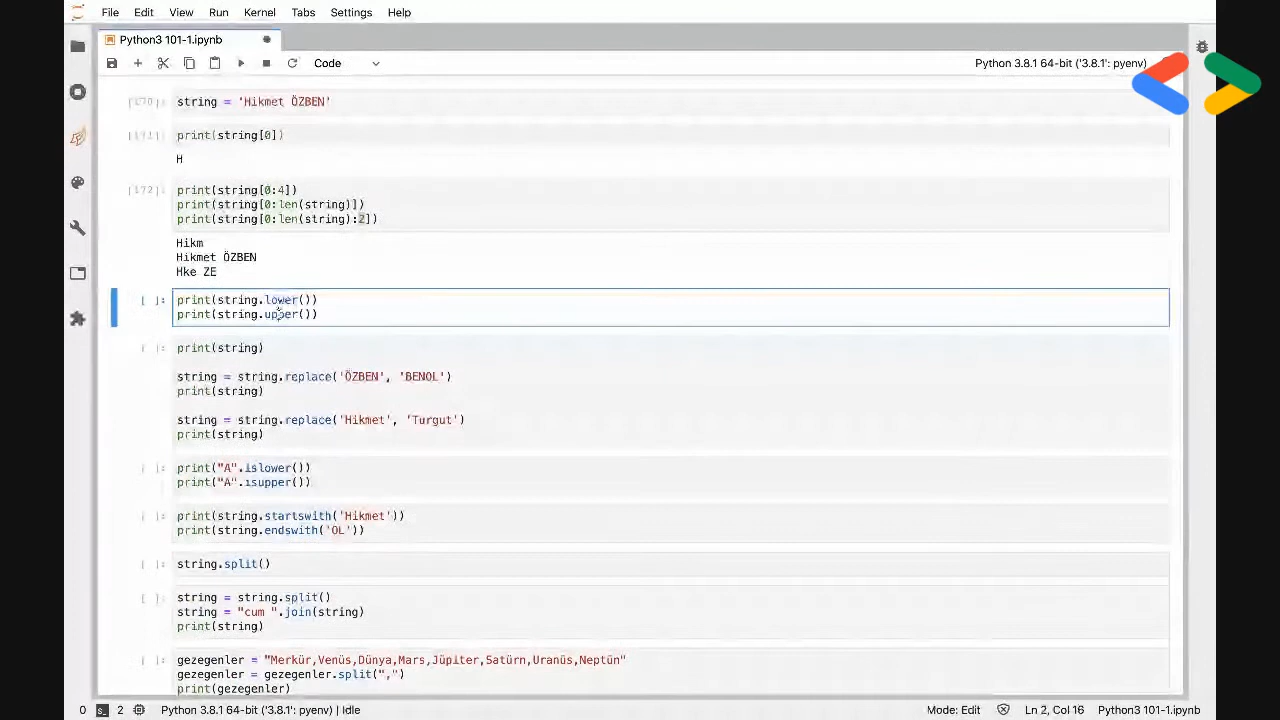 File Edit View Run Kernel Tabs Settings Help
Python3 101-1.ipynb
Code
Python 3.8.1 64-bit ('3.8.1': pyenv)
[170]: string = 'Hikmet ÖZBEN'
[171]: print(string[0])
H
[172]: print(string[0:4])
print(string[0:len(string)])
print(string[0:len(string):2])
Hikm
Hikmet ÖZBEN
Hke ZE
[ ]: print(string.lower())
print(string.upper())
[ ]: print(string)
string = string.replace('ÖZBEN', 'BENOL')
print(string)
string = string.replace('Hikmet', 'Turgut')
print(string)
[ ]: print("A".islower())
print("A".isupper())
[ ]: print(string.startswith('Hikmet'))
print(string.endswith('OL'))
[ ]: string.split()
[ ]: string = string.split()
string = "cum ".join(string)
print(string)
[ ]: gezegenler = "Merkür,Venüs,Dünya,Mars,Jüpiter,Satürn,Uranüs,Neptün"
gezegenler = gezegenler.split(",")
print(gezegenler)
0 2 Python 3.8.1 64-bit ('3.8.1': pyenv) | Idle Mode: Edit Ln 2, Col 16 Python3 101-1.ipynb